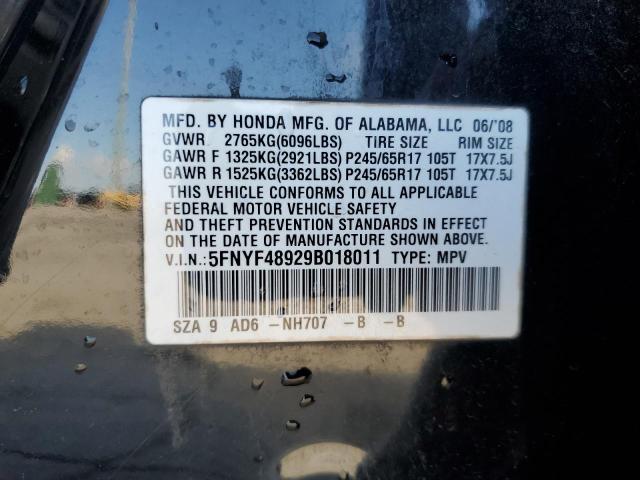 MFD. BY HONDA MFG. OF ALABAMA, LLC 06/'08
GVWR 2765KG(6096LBS) TIRE SIZE RIM SIZE
GAWR F 1325KG(2921LBS) P245/65R17 105T 17X7.5J
GAWR R 1525KG(3362LBS) P245/65R17 105T 17X7.5J
THIS VEHICLE CONFORMS TO ALL APPLICABLE
FEDERAL MOTOR VEHICLE SAFETY
AND THEFT PREVENTION STANDARDS IN EFFECT
ON THE DATE OF MANUFACTURE SHOWN ABOVE.
V.I.N.: 5FNYF48929B018011 TYPE: MPV
SZA 9 AD6 -NH707 -B -B